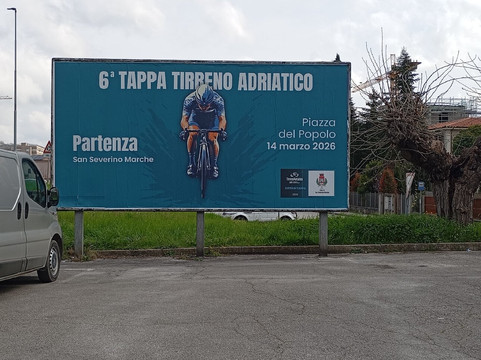 6ª TAPPA TIRRENO ADRIATICO
Partenza
San Severino Marche
Piazza
del Popolo
14 marzo 2026